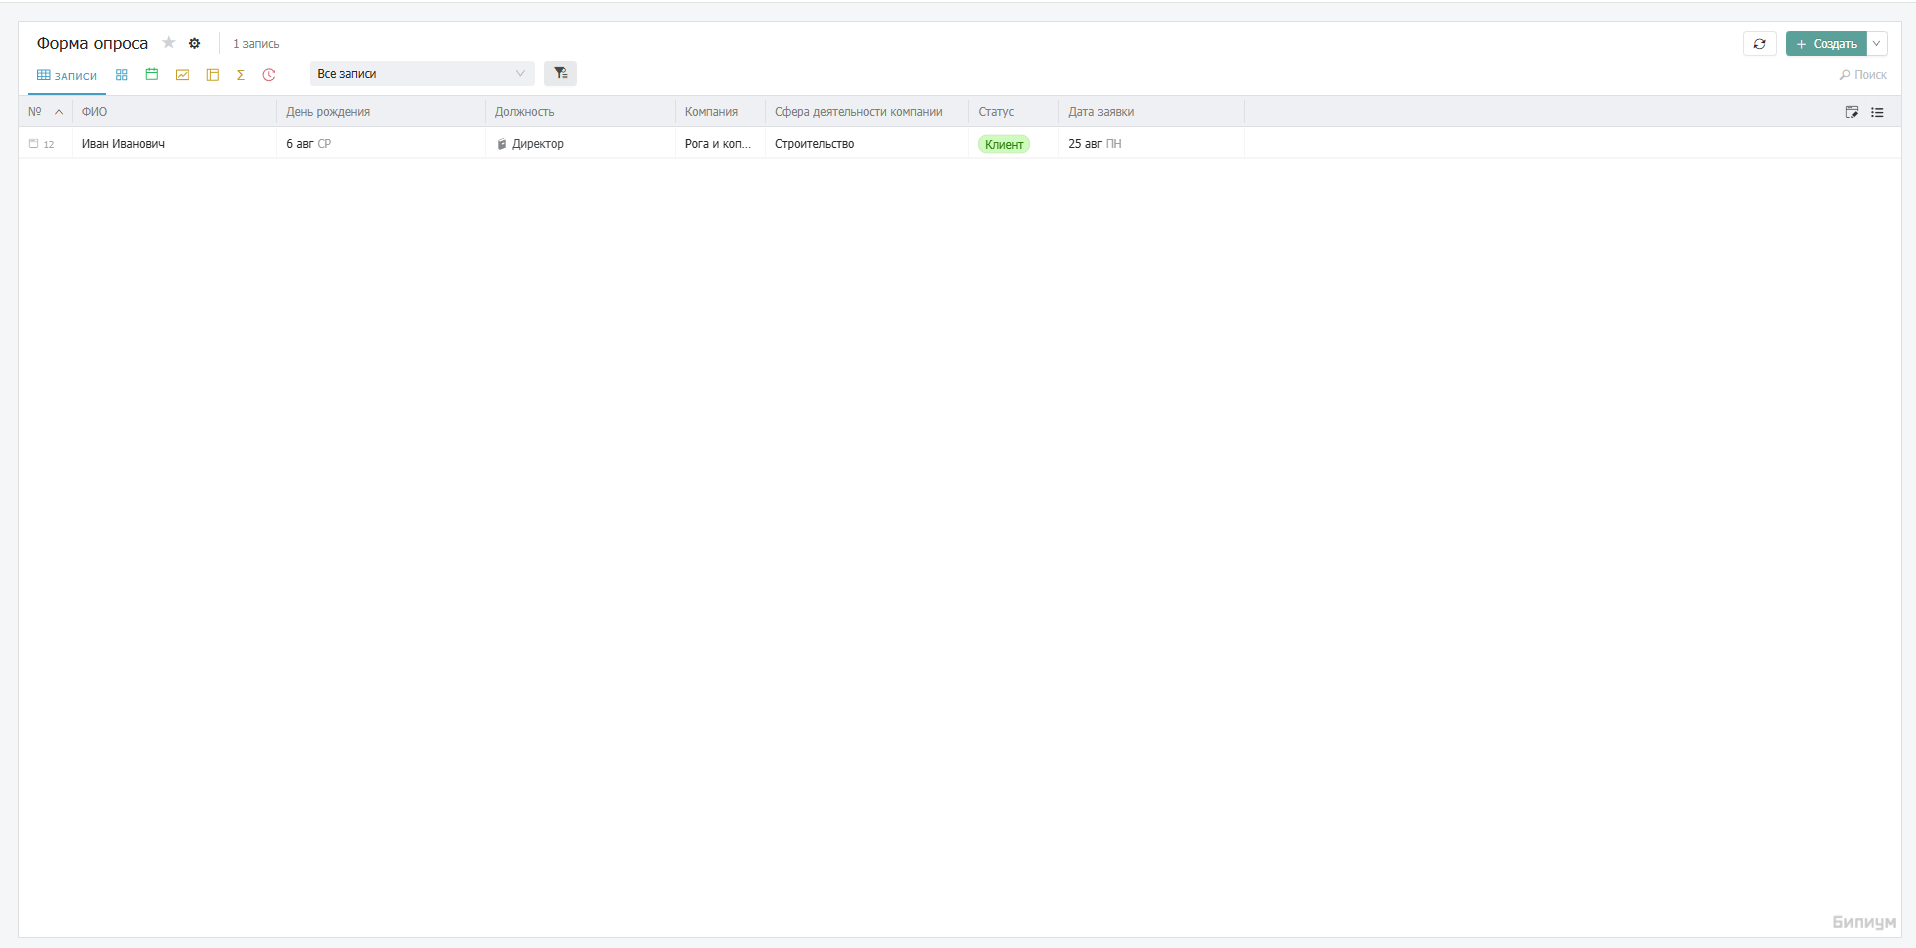 Форма опроса 1 запись
Создать
ЗАПИСИ Все записи Поиск
№ ФИО День рождения Должность Компания Сфера деятельности компании Статус Дата заявки
12 Иван Иванович 6 авг СР Директор Рога и коп... Строительство Клиент 25 авг ПН
Бипиум